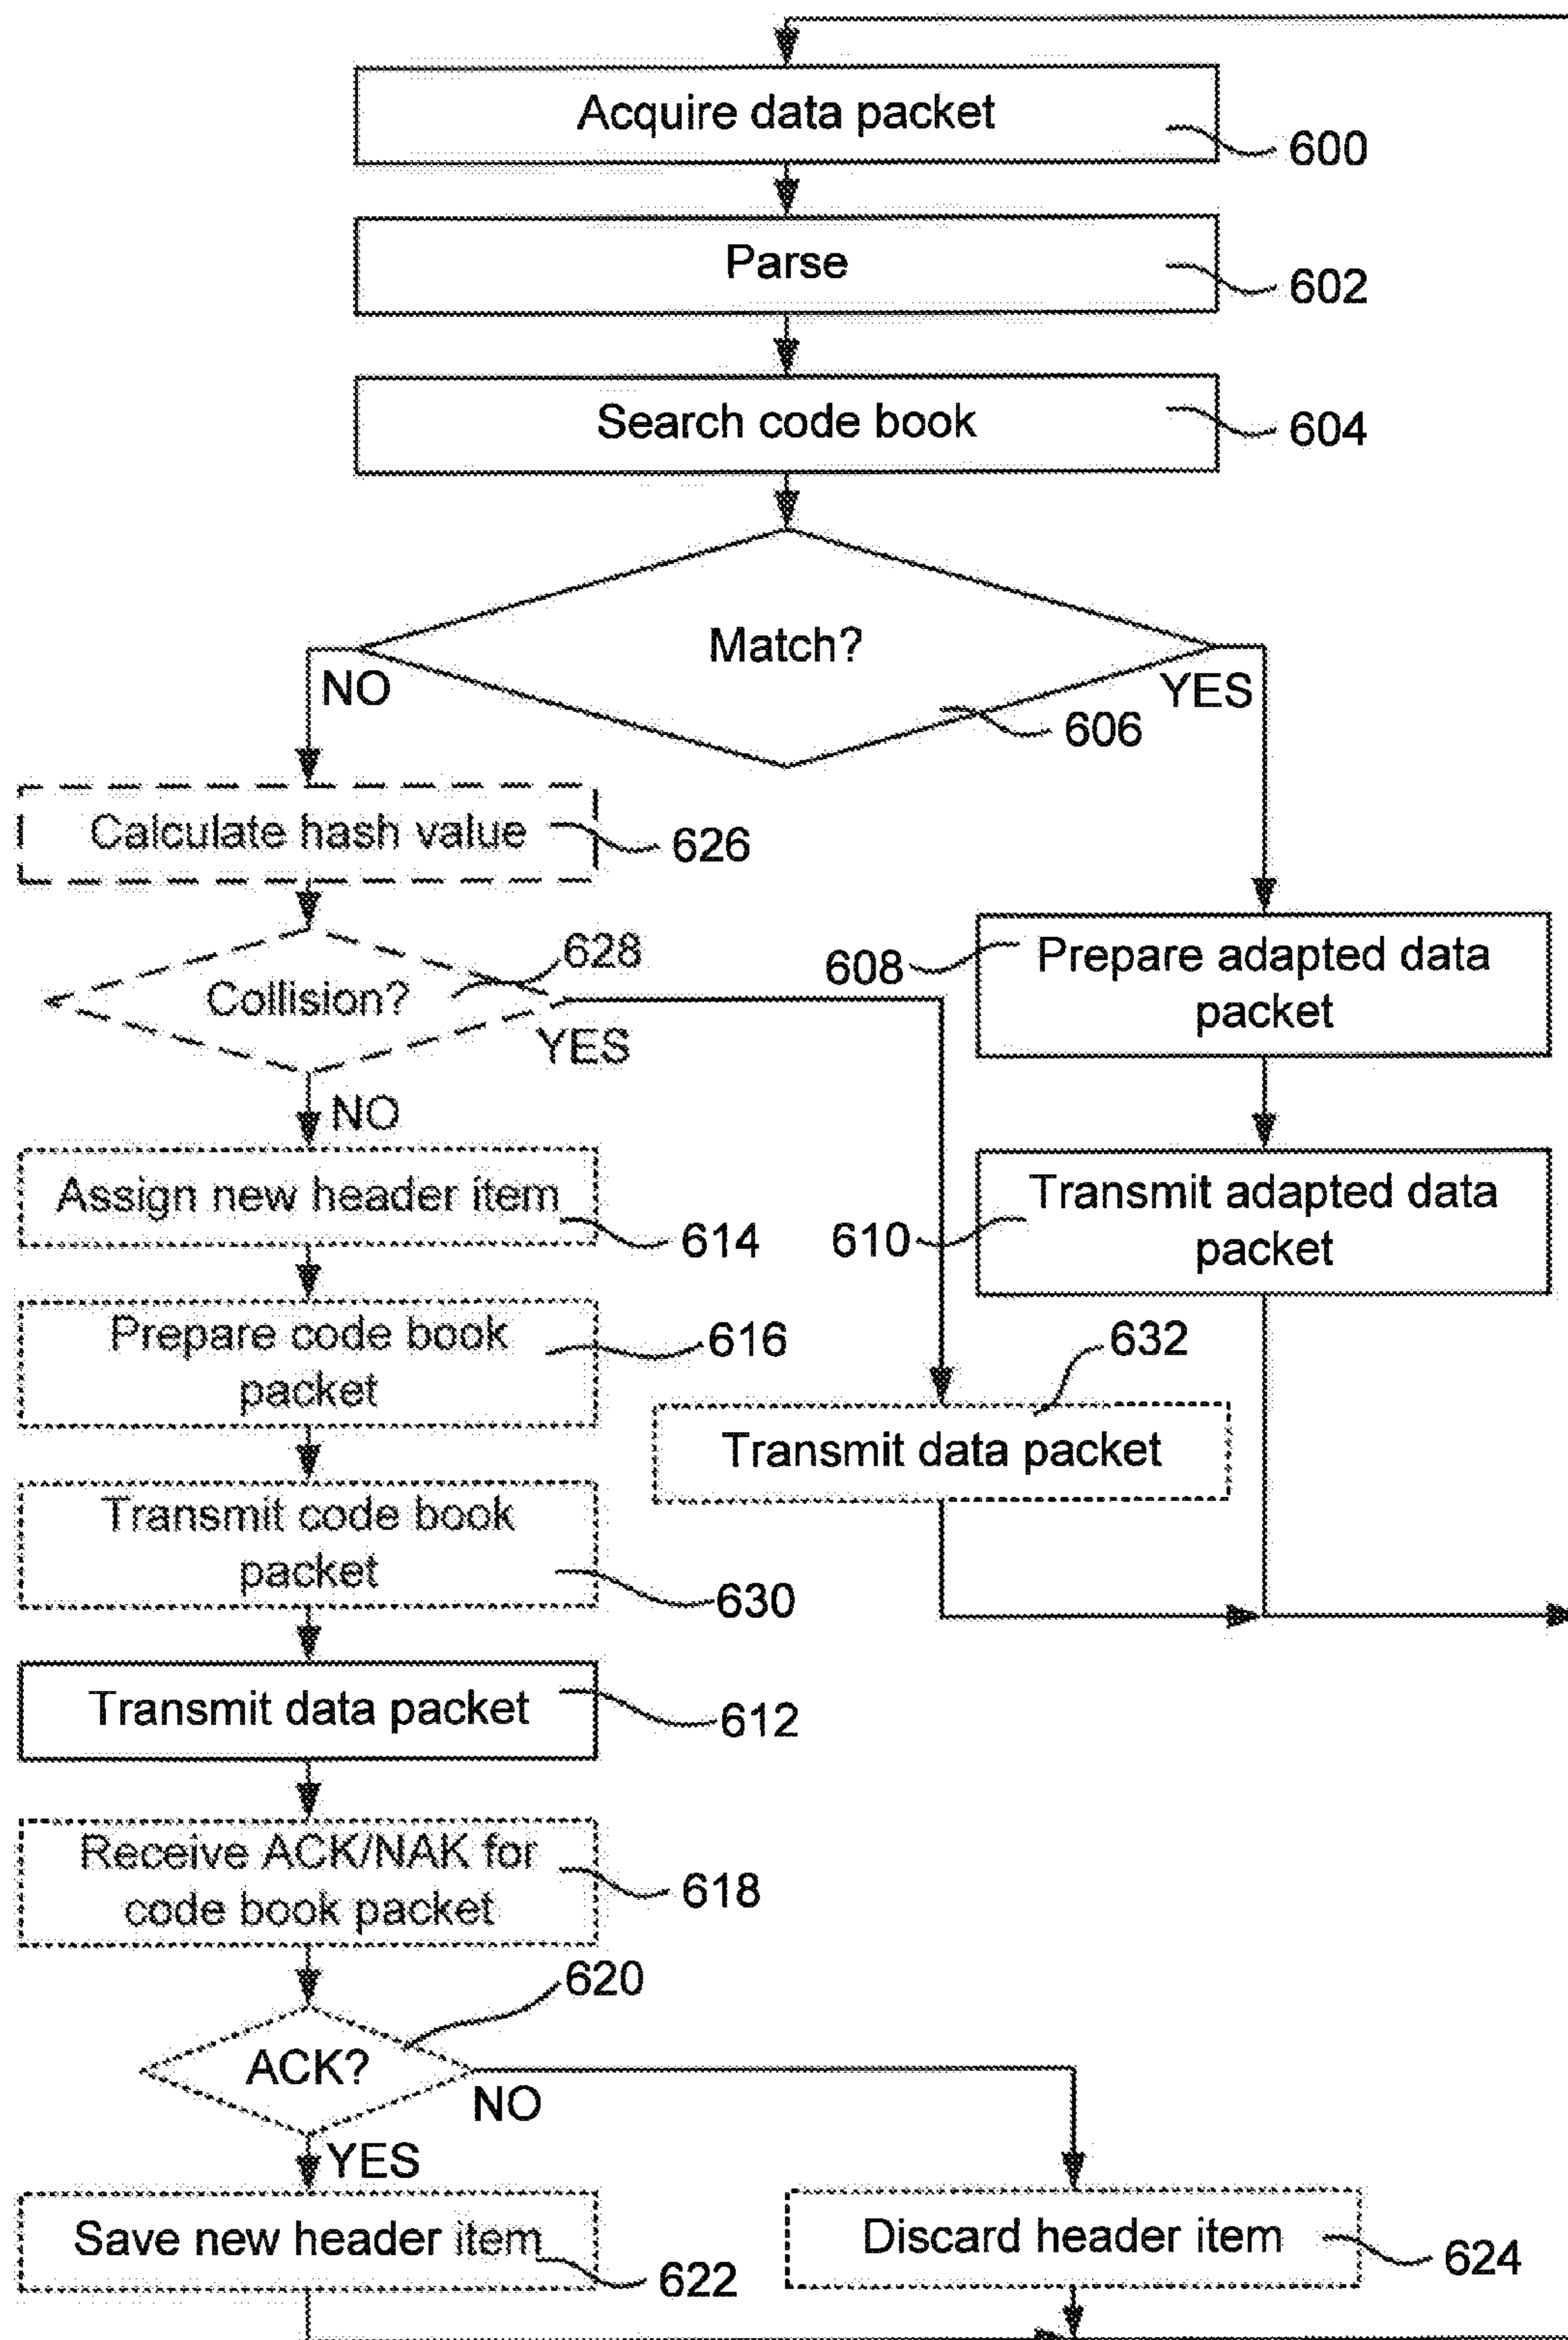 Acquire data packet
600
Parse
602
Search code book
604
Match?
NO
YES
606
Calculate hash value
626
628
Collision?
YES
608
Prepare adapted data
packet
NO
Assign new header item
614
Transmit adapted data
packet
610
Prepare code book
packet
616
632
Transmit data packet
Transmit code book
packet
630
Transmit data packet
612
Receive ACK/NAK for
code book packet
618
620
ACK?
NO
YES
Save new header item
622
Discard header item
624